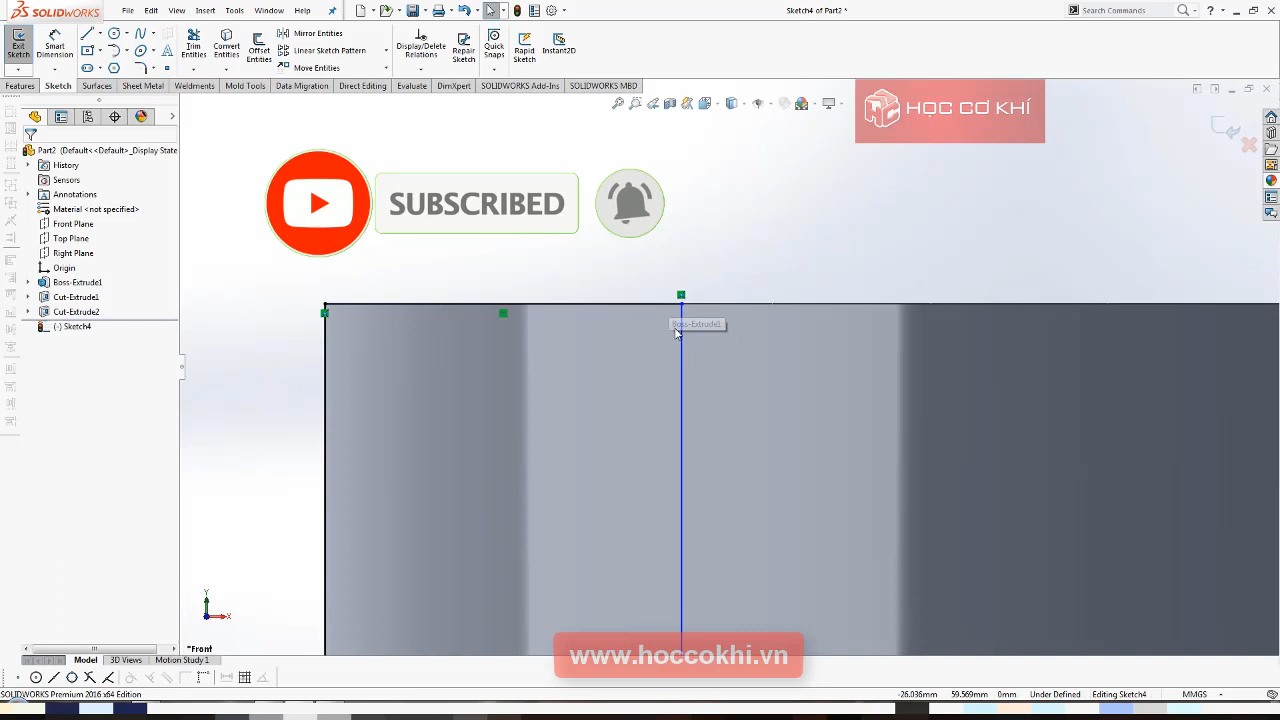 SOLIDWORKS
File Edit View Insert Tools Window Help
Sketch4 of Part2 *
Search Commands
Exit Sketch
Smart Dimension
Trim Entities
Convert Entities
Offset Entities
Mirror Entities
Linear Sketch Pattern
Move Entities
Display/Delete Relations
Repair Sketch
Quick Snaps
Rapid Sketch
Instant2D
Features Sketch Surfaces Sheet Metal Weldments Mold Tools Data Migration Direct Editing Evaluate DimXpert SOLIDWORKS Add-Ins SOLIDWORKS MBD
HỌC CƠ KHÍ
Part2 (Default<<Default>_Display State
History
Sensors
Annotations
Material <not specified>
Front Plane
Top Plane
Right Plane
Origin
Boss-Extrude1
Cut-Extrude1
Cut-Extrude2
(-) Sketch4
SUBSCRIBED
Boss-Extrude1
Y
X
*Front
www.hoccokhi.vn
Model 3D Views Motion Study 1
SOLIDWORKS Premium 2016 x64 Edition
-26.036mm 59.569mm 0mm Under Defined Editing Sketch4 MMGS